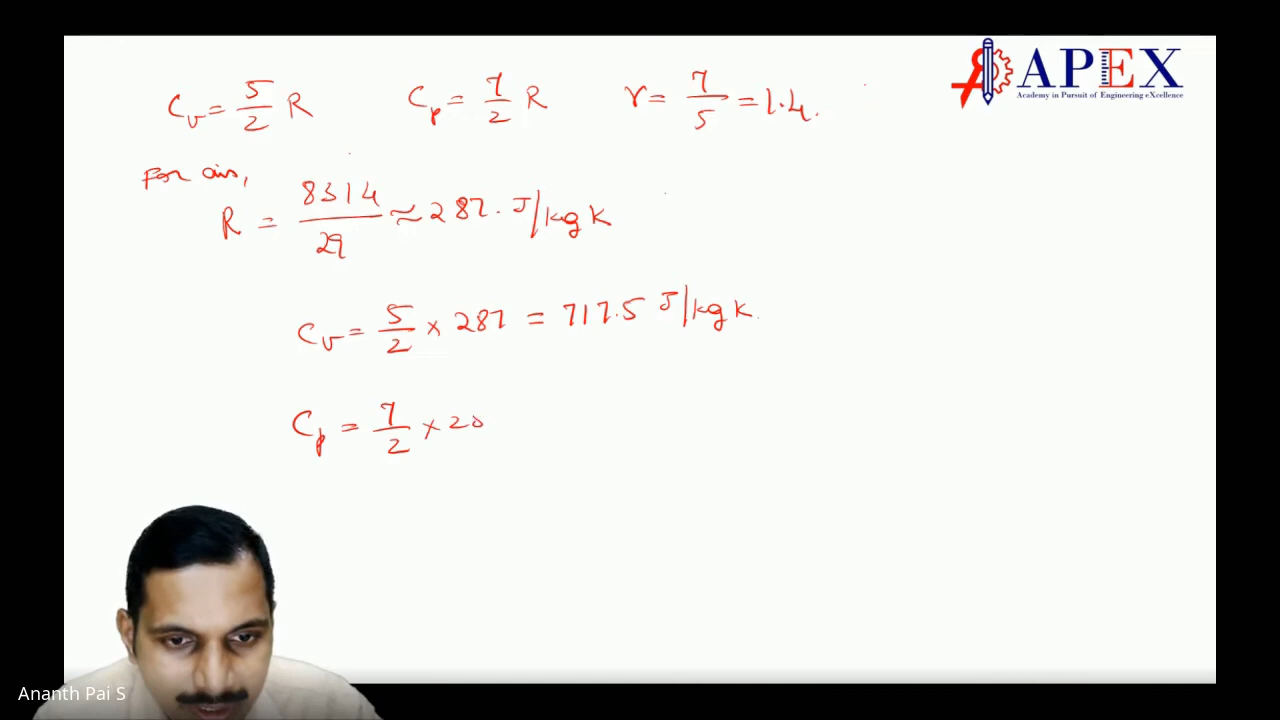 APEX
Academy in Pursuit of Engineering eXcellence
Cv = 5/2 R Cp = 7/2 R γ = 7/5 = 1.4.
For air,
R = 8314/29 ≈ 287. J/kg K
Cv = 5/2 × 287 = 717.5 J/kg K.
Cp = 7/2 × 28
Ananth Pai S